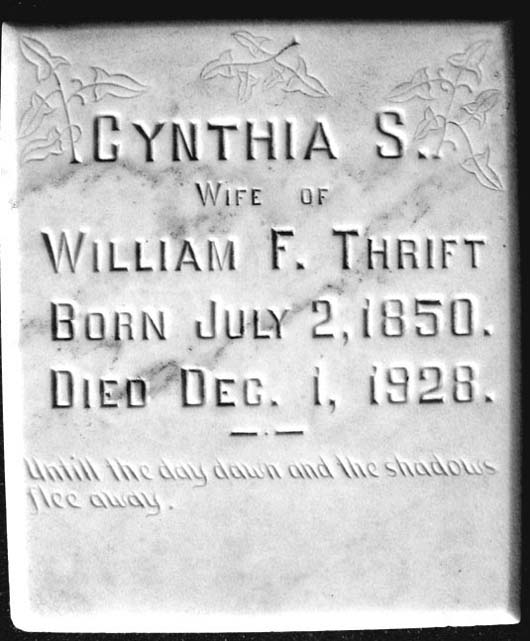 CYNTHIA S.
WIFE OF
WILLIAM F. THRIFT
BORN JULY 2, 1850.
DIED DEC. 1, 1928.
Untill the day dawn and the shadows
flee away.